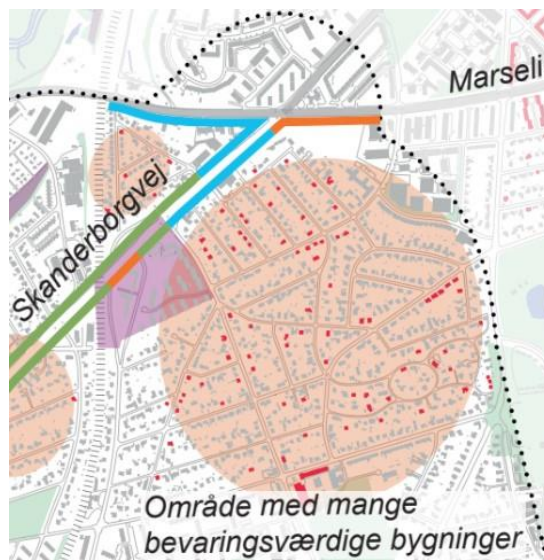 Marseli
Skanderborgvej
Område med mange
bevaringsværdige bygninger